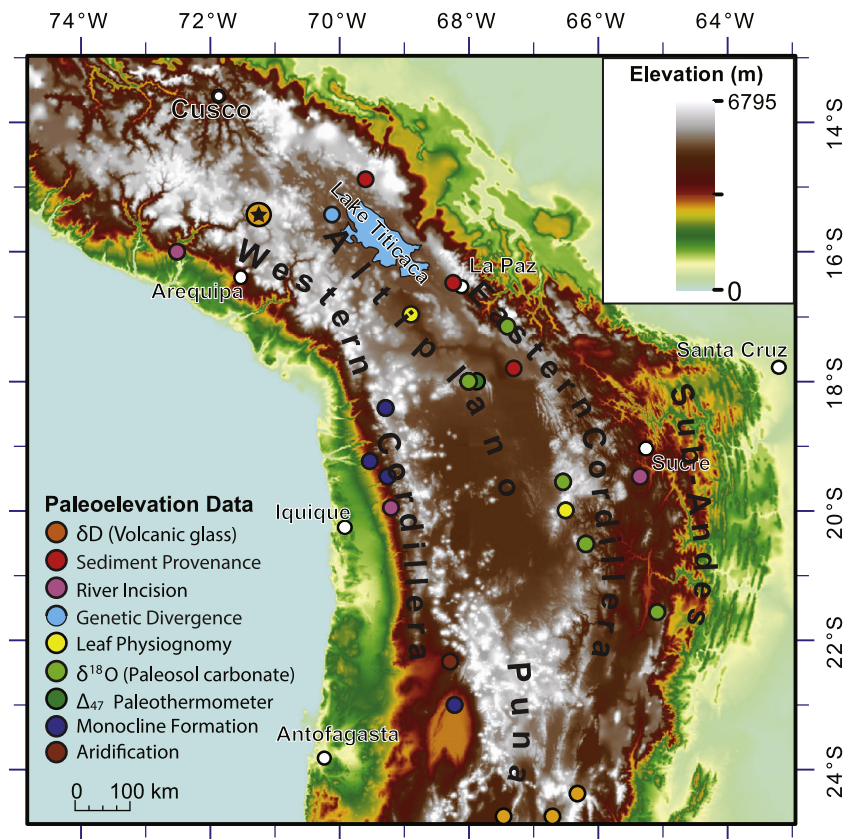 74°W 72°W 70°W 68°W 66°W 64°W
Elevation (m)
6795
0
14°S
16°S
18°S
20°S
22°S
24°S
Cusco
Lake Titicaca
La Paz
Arequipa
Santa Cruz
Sucre
Iquique
Antofagasta
Western Cordillera
Altiplano
Eastern Cordillera
Sub-Andes
Puna
Paleoelevation Data
δD (Volcanic glass)
Sediment Provenance
River Incision
Genetic Divergence
Leaf Physiognomy
δ¹⁸O (Paleosol carbonate)
Δ₄₇ Paleothermometer
Monocline Formation
Aridification
0 100 km